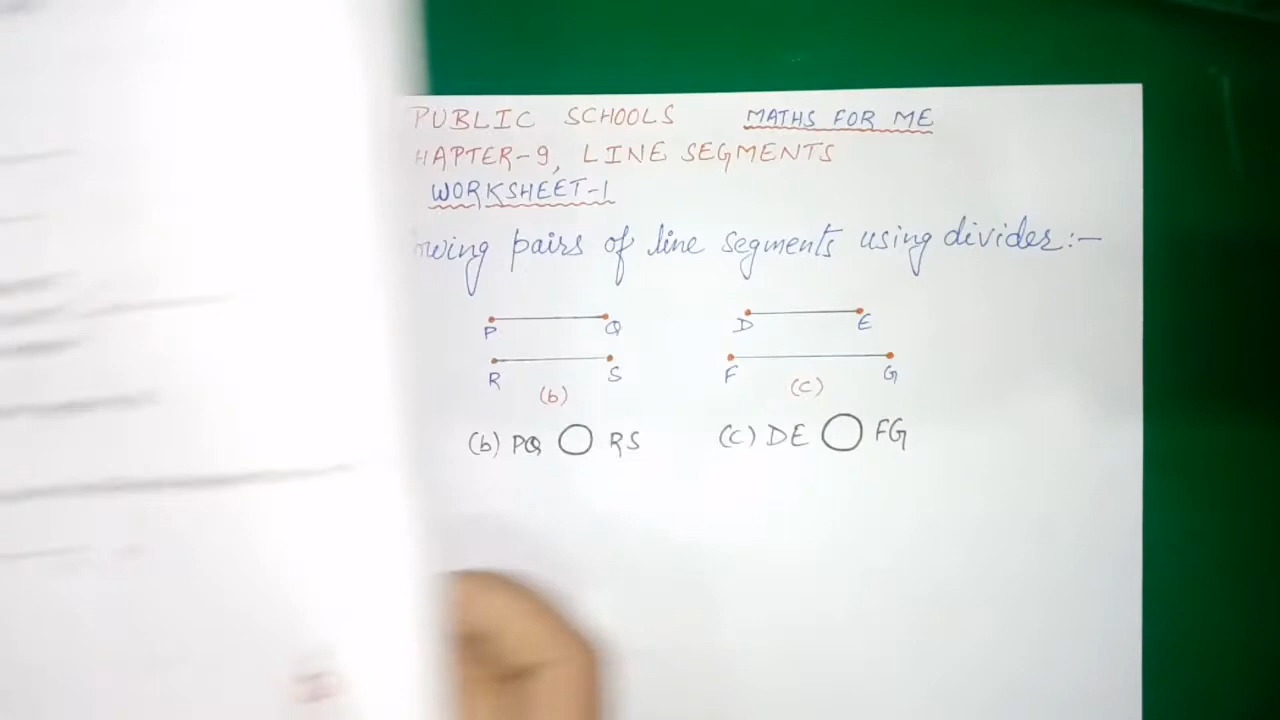 PUBLIC SCHOOLS MATHS FOR ME
HAPTER-9, LINE SEGMENTS
WORKSHEET-1
wing pairs of line segments using divider:-
P Q D E
R S F G
(b) (c)
(b) PQ ◯ RS (c) DE ◯ FG